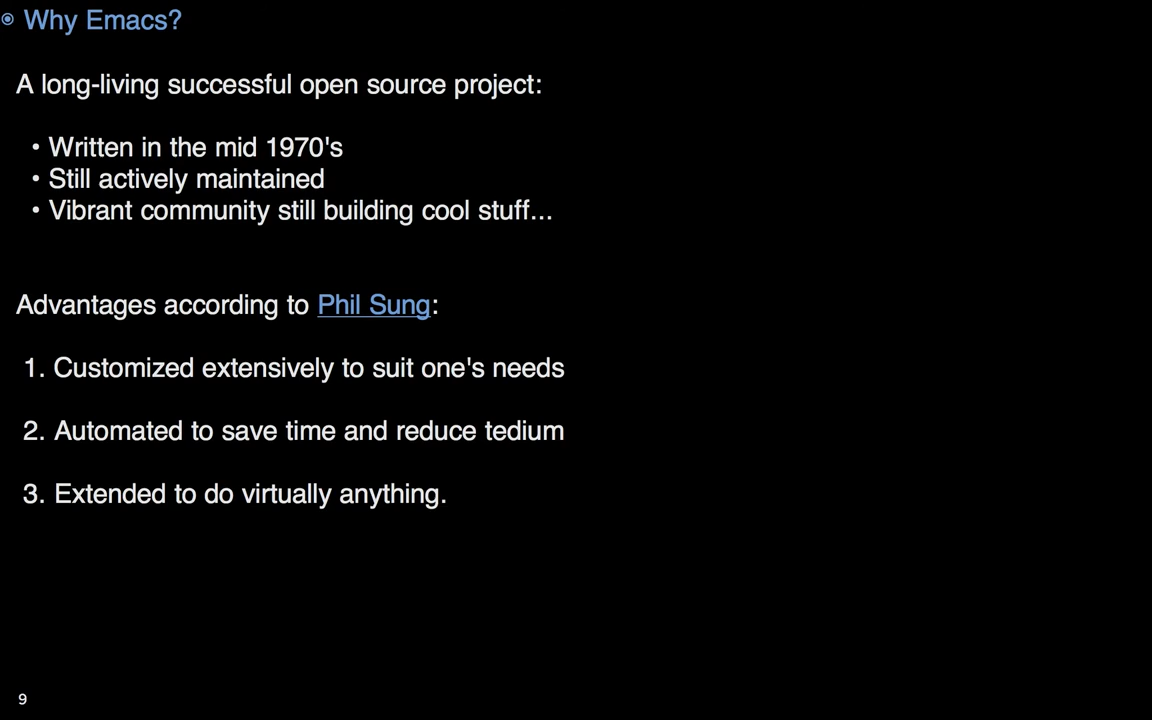 Why Emacs?
A long-living successful open source project:
• Written in the mid 1970's
• Still actively maintained
• Vibrant community still building cool stuff...
Advantages according to Phil Sung:
1. Customized extensively to suit one's needs
2. Automated to save time and reduce tedium
3. Extended to do virtually anything.
9